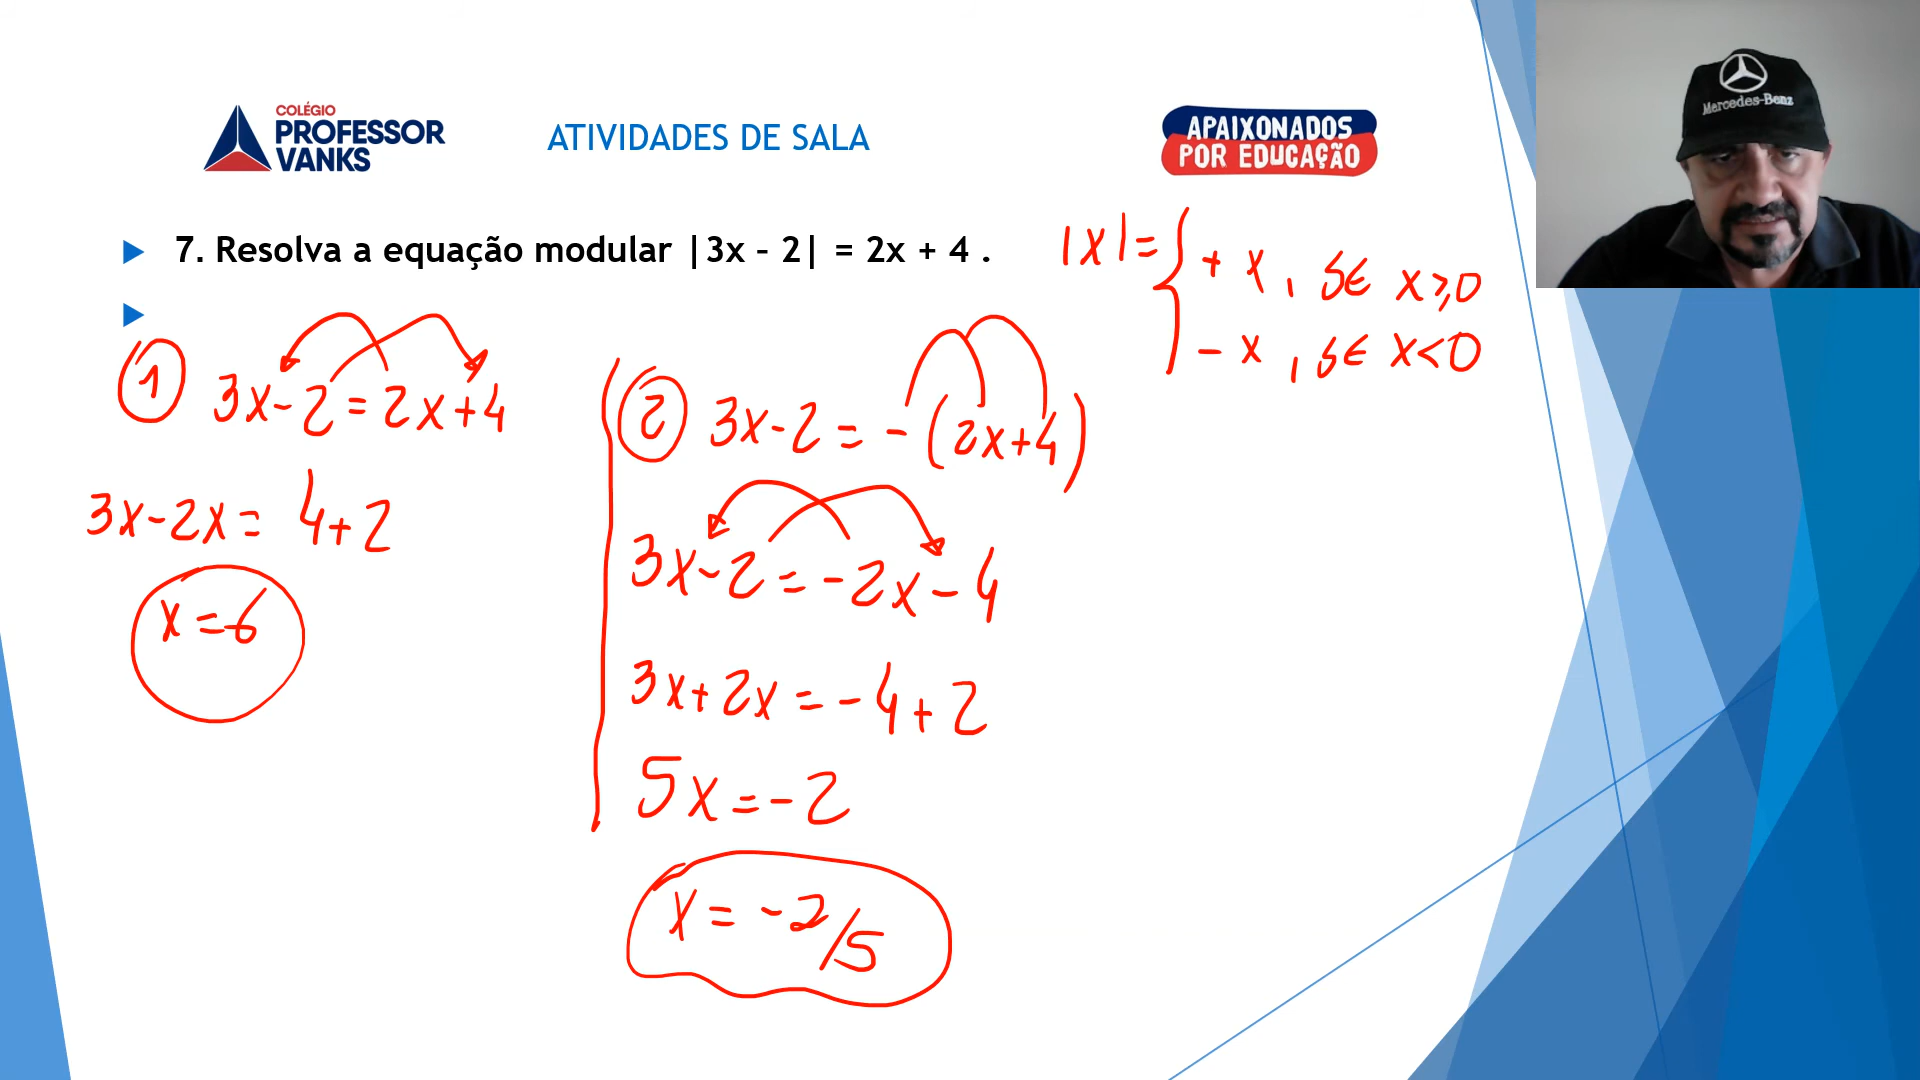 COLÉGIO
PROFESSOR
VANKS
ATIVIDADES DE SALA
APAIXONADOS
POR EDUCAÇÃO
Mercedes-Benz
7. Resolva a equação modular |3x – 2| = 2x + 4 .
|x| = { + x, SE x ≥ 0
- x, SE x < 0
1
3x - 2 = 2x + 4
3x - 2x = 4 + 2
x = 6
2
3x - 2 = - (2x + 4)
3x - 2 = - 2x - 4
3x + 2x = - 4 + 2
5x = - 2
x = - 2/5